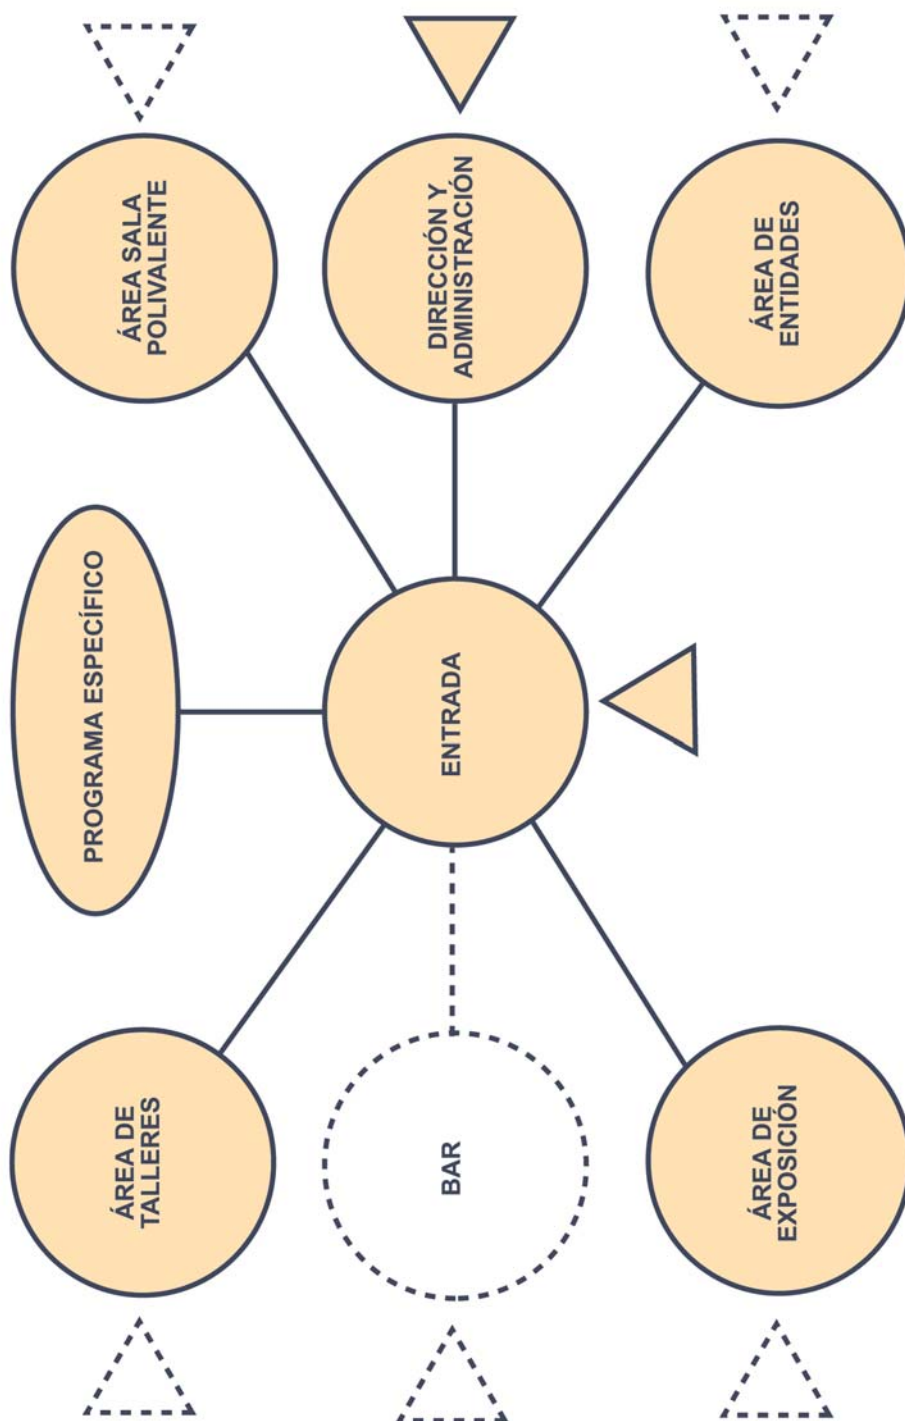 PROGRAMA ESPECÍFICO
ÁREA DE
TALLERES
ÁREA SALA
POLIVALENTE
BAR
ENTRADA
DIRECCIÓN Y
ADMINISTRACIÓN
ÁREA DE
EXPOSICIÓN
ÁREA DE
ENTIDADES